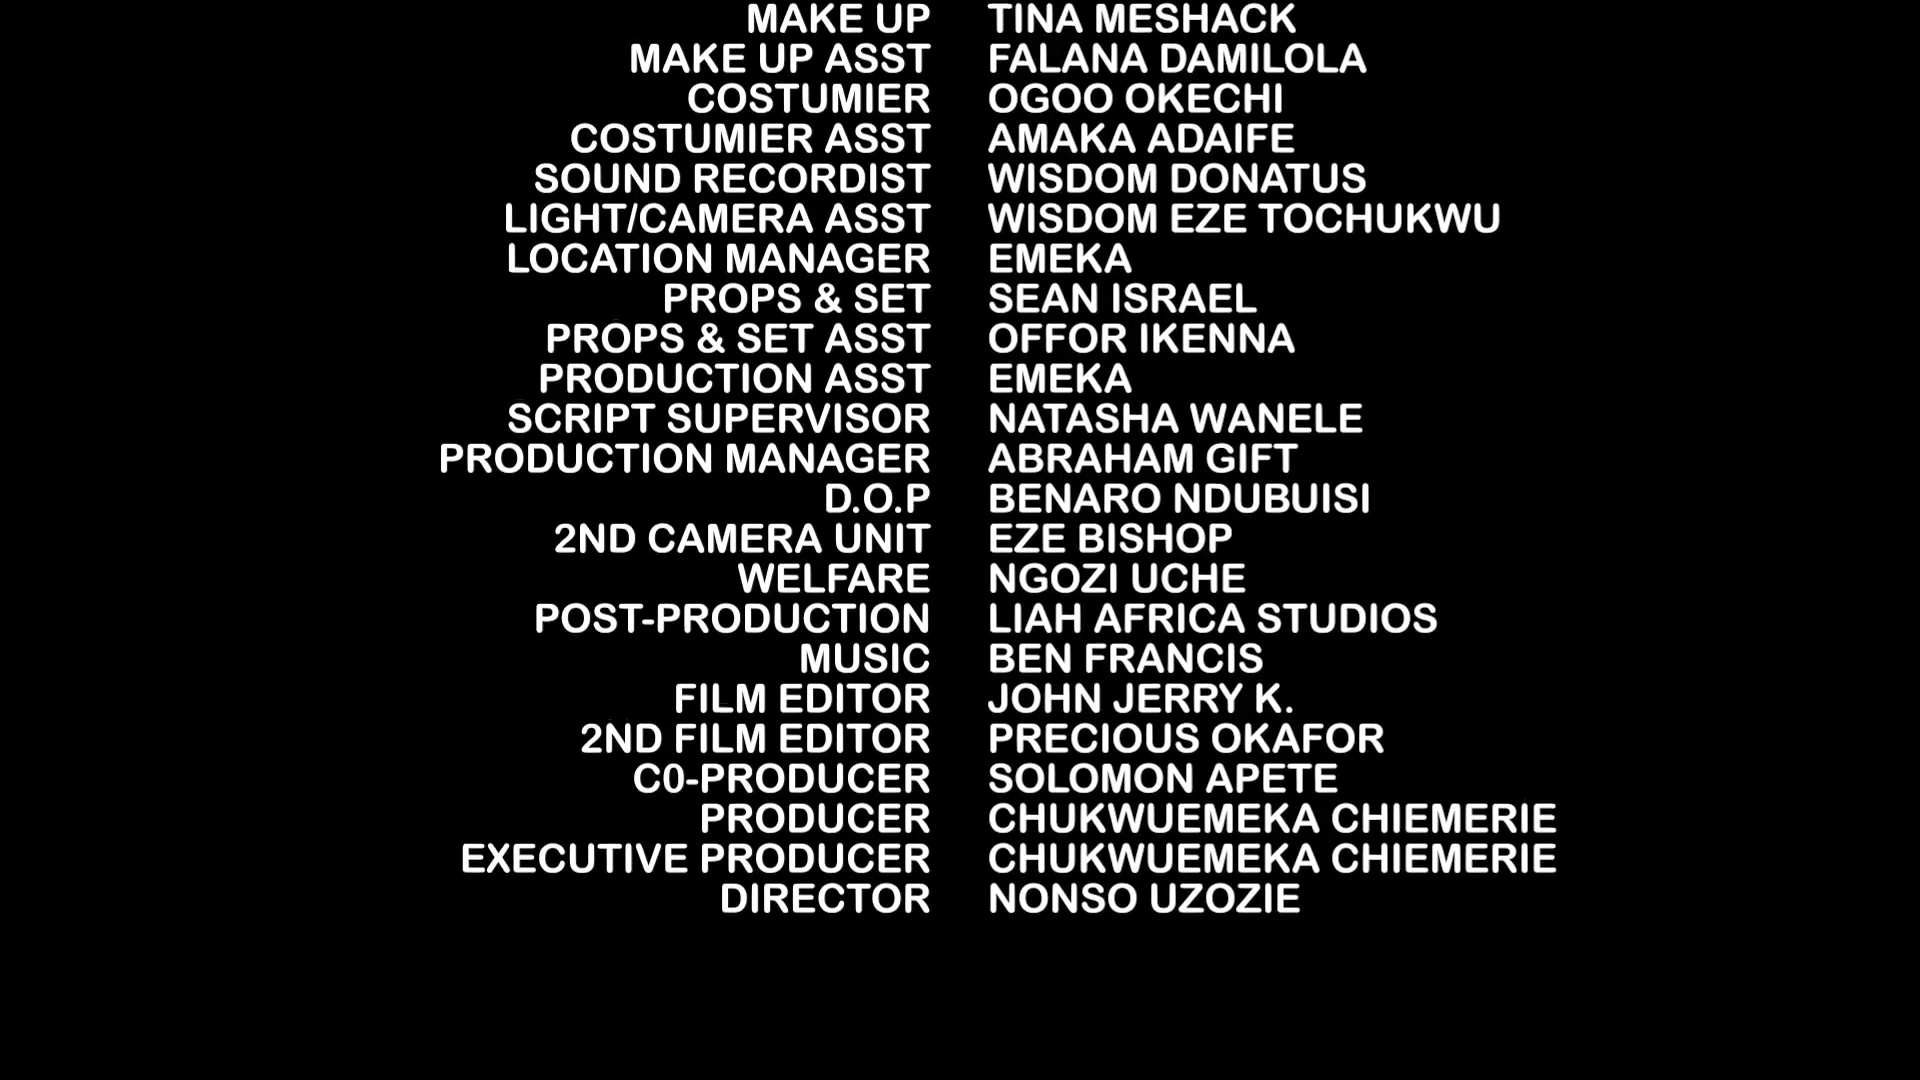 MAKE UP TINA MESHACK
MAKE UP ASST FALANA DAMILOLA
COSTUMIER OGOO OKECHI
COSTUMIER ASST AMAKA ADAIFE
SOUND RECORDIST WISDOM DONATUS
LIGHT/CAMERA ASST WISDOM EZE TOCHUKWU
LOCATION MANAGER EMEKA
PROPS & SET SEAN ISRAEL
PROPS & SET ASST OFFOR IKENNA
PRODUCTION ASST EMEKA
SCRIPT SUPERVISOR NATASHA WANELE
PRODUCTION MANAGER ABRAHAM GIFT
D.O.P BENARO NDUBUISI
2ND CAMERA UNIT EZE BISHOP
WELFARE NGOZI UCHE
POST-PRODUCTION LIAH AFRICA STUDIOS
MUSIC BEN FRANCIS
FILM EDITOR JOHN JERRY K.
2ND FILM EDITOR PRECIOUS OKAFOR
C0-PRODUCER SOLOMON APETE
PRODUCER CHUKWUEMEKA CHIEMERIE
EXECUTIVE PRODUCER CHUKWUEMEKA CHIEMERIE
DIRECTOR NONSO UZOZIE